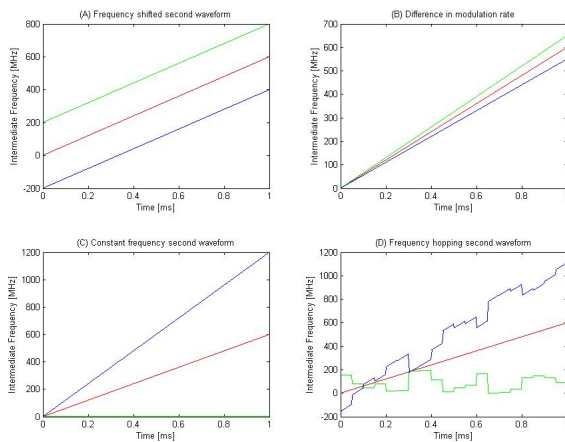 (A) Frequency shifted second waveform
Intermediate Frequency [MHz]
800
600
400
200
0
-200
0 0.2 0.4 0.6 0.8 1
Time [ms]
(B) Difference in modulation rate
Intermediate Frequency [MHz]
700
600
500
400
300
200
100
0
0 0.2 0.4 0.6 0.8 1
Time [ms]
(C) Constant frequency second waveform
Intermediate Frequency [MHz]
1200
1000
800
600
400
200
0
0 0.2 0.4 0.6 0.8 1
Time [ms]
(D) Frequency hopping second waveform
Intermediate Frequency [MHz]
1200
1000
800
600
400
200
0
-200
0 0.2 0.4 0.6 0.8 1
Time [ms]